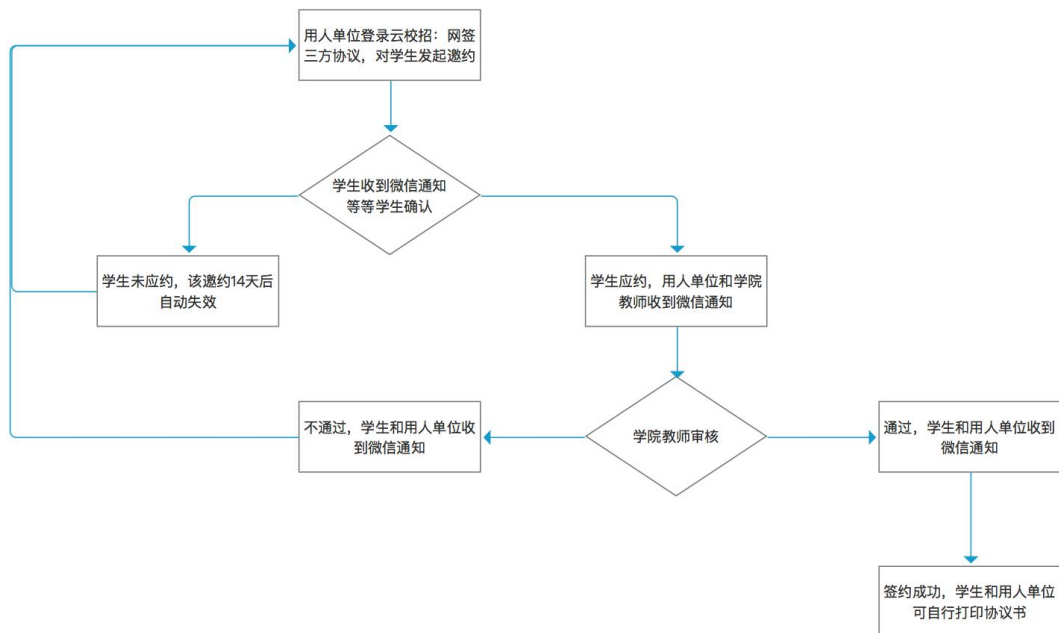 用人单位登录云校招：网签
三方协议，对学生发起邀约
学生收到微信通知
等等学生确认
学生未应约，该邀约14天后
自动失效
学生应约，用人单位和学院
教师收到微信通知
不通过，学生和用人单位收
到微信通知
学院教师审核
通过，学生和用人单位收到
微信通知
签约成功，学生和用人单位
可自行打印协议书